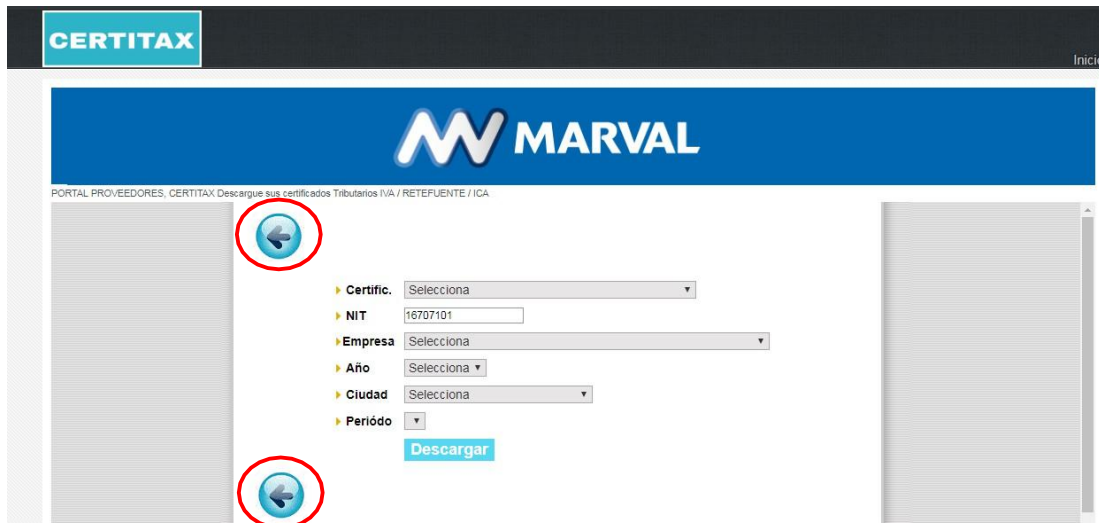 CERTITAX
Inicio
MARVAL
PORTAL PROVEEDORES, CERTITAX Descargue sus certificados Tributarios IVA / RETEFUENTE / ICA
Certific. Selecciona
NIT 16707101
Empresa Selecciona
Año Selecciona
Ciudad Selecciona
Periódo
Descargar